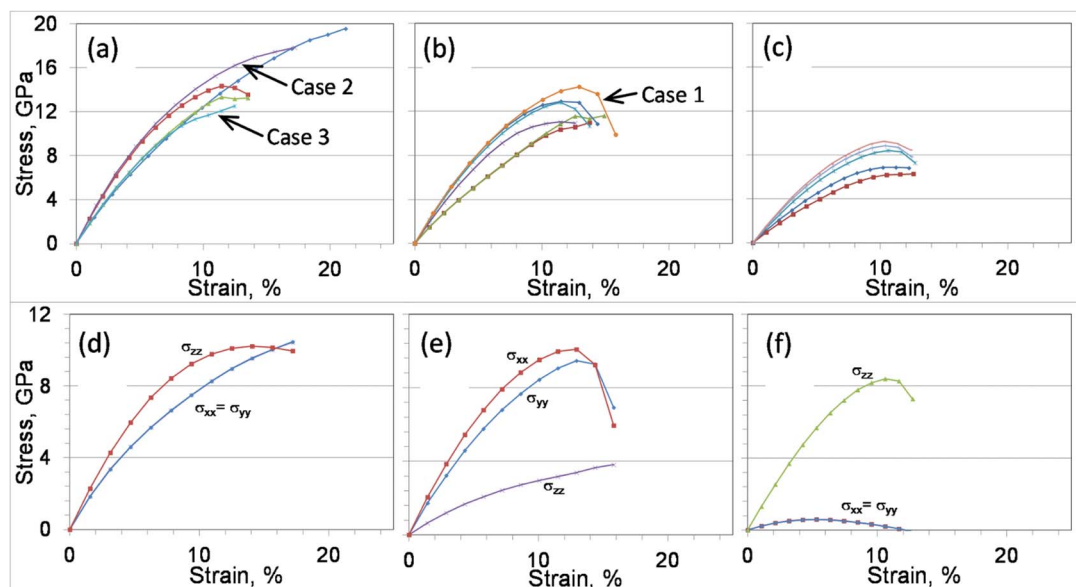 (a)
(b)
(c)
Stress, GPa
20
16
12
8
4
0
Case 2
Case 3
Case 1
0 10 20
0 10 20
0 10 20
Strain, %
Strain, %
Strain, %
(d)
(e)
(f)
Stress, GPa
12
8
4
0
σzz
σxx= σyy
σxx
σyy
σzz
σzz
σxx= σyy
0 10 20
0 10 20
0 10 20
Strain, %
Strain, %
Strain, %